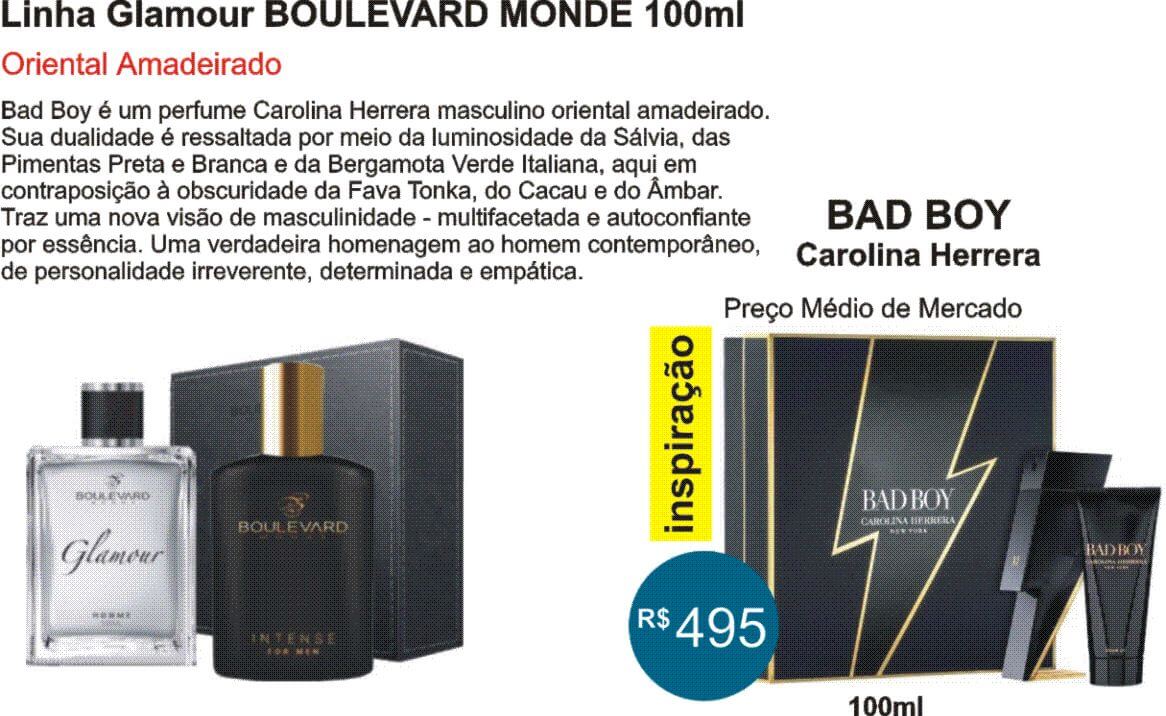 Linha Glamour BOULEVARD MONDE 100ml
Oriental Amadeirado
Bad Boy é um perfume Carolina Herrera masculino oriental amadeirado.
Sua dualidade é ressaltada por meio da luminosidade da Sálvia, das
Pimentas Preta e Branca e da Bergamota Verde Italiana, aqui em
contraposição à obscuridade da Fava Tonka, do Cacau e do Âmbar.
Traz uma nova visão de masculinidade - multifacetada e autoconfiante
por essência. Uma verdadeira homenagem ao homem contemporâneo,
de personalidade irreverente, determinada e empática.
BAD BOY
Carolina Herrera
Preço Médio de Mercado
inspiração
BOULEVARD
Glamour
HOMME
BOULEVARD
INTENSE
FOR MEN
BAD BOY
CAROLINA HERRERA
NEW YORK
BAD BOY
CAROLINA HERRERA
NEW YORK
R$ 495
100ml